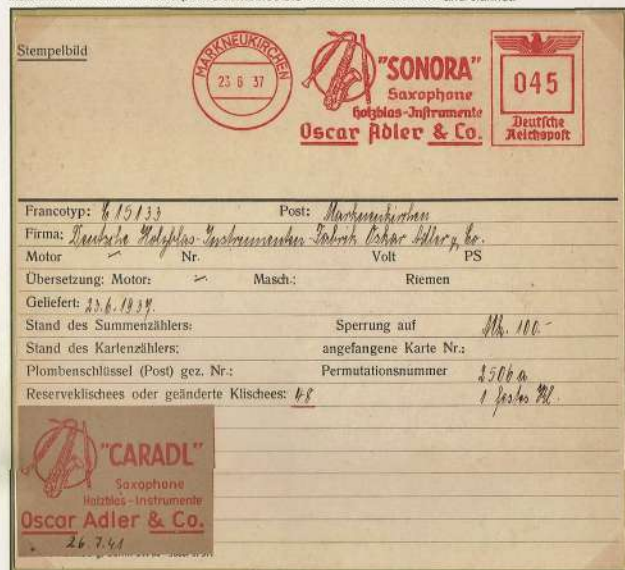 Stempelbild
MARKNEUKIRCHEN
23 6 37
"SONORA"
Saxophone
Holzblas-Instrumente
Oscar Adler & Co.
045
Deutsche
Reichspost
Francotyp: C 15133 Post: Markneukirchen
Firma: Deutsche Holzblas-Instrumenten-Fabrik Oskar Adler & Co.
Motor Nr. Volt PS
Übersetzung: Motor: Masch.: Riemen
Geliefert: 23.6.1937.
Stand des Summenzählers: Sperrung auf 100.-
Stand des Kartenzählers: angefangene Karte Nr.:
Plombenschlüssel (Post) gez. Nr.: Permutationsnummer 2506a
Reserveklischees oder geänderte Klischees: 48 1 festes Kl.
"CARADL"
Saxophone
Holzblas-Instrumente
Oscar Adler & Co.
26.7.41